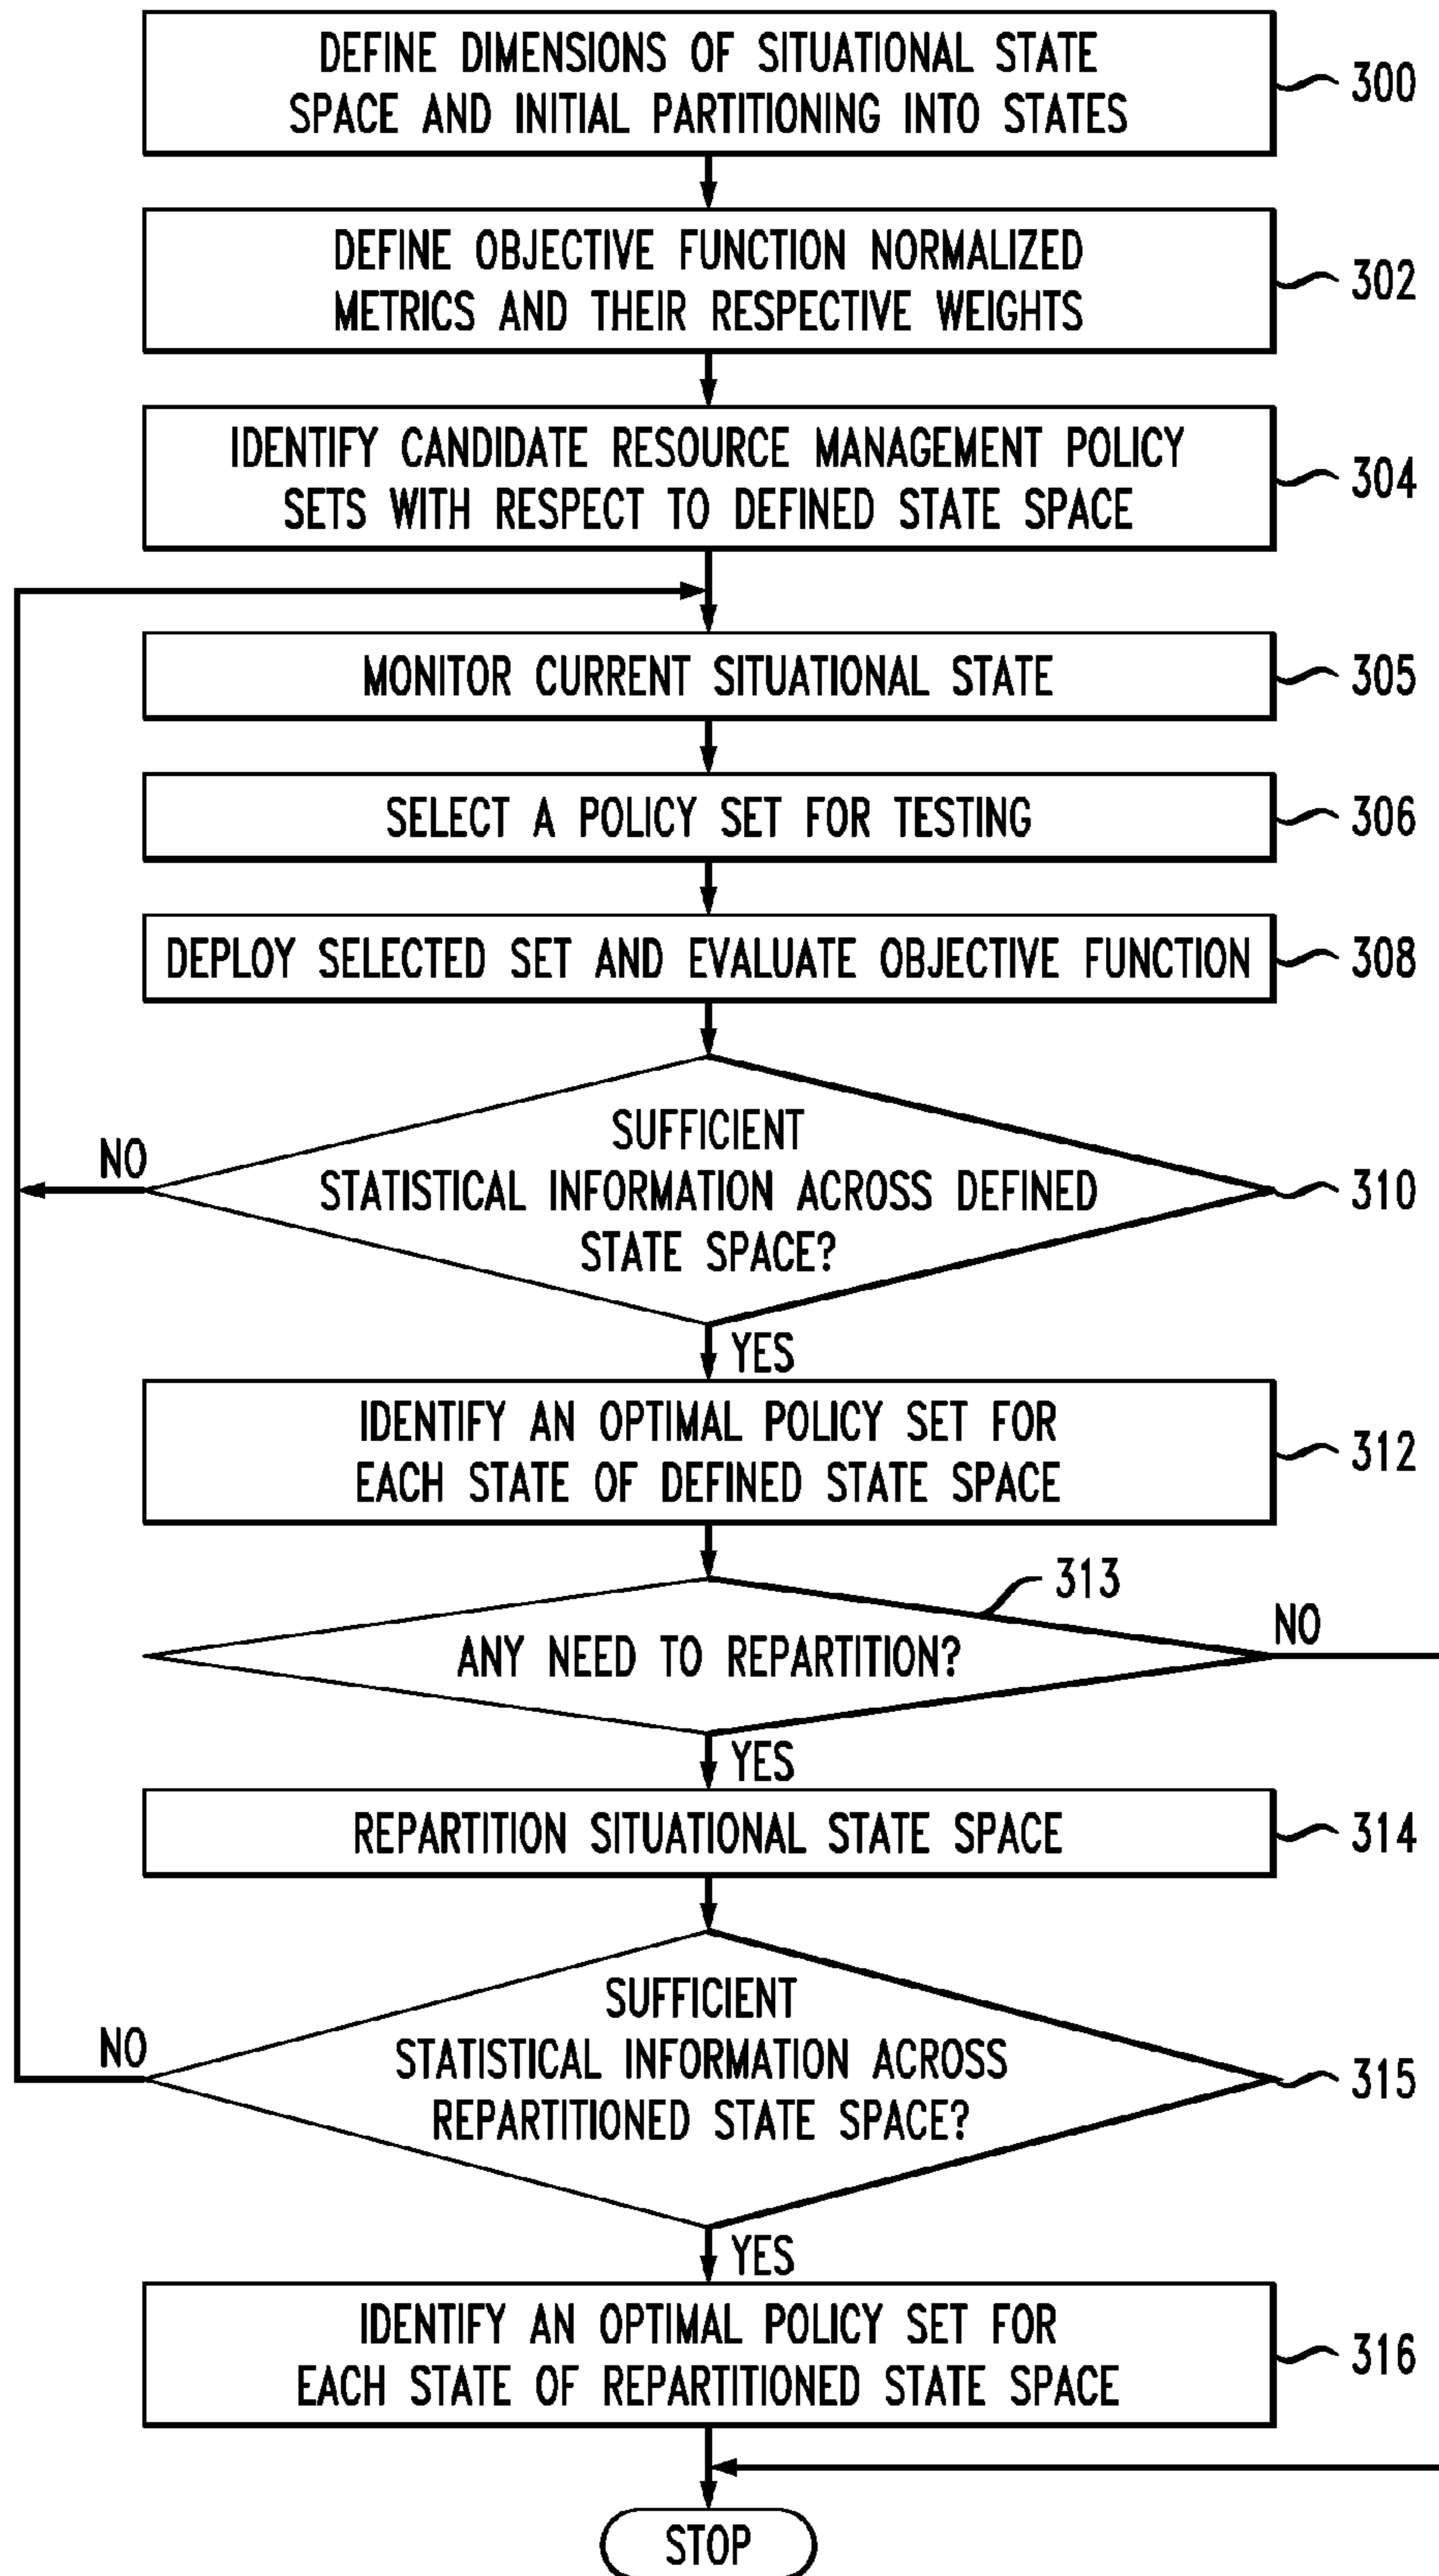 DEFINE DIMENSIONS OF SITUATIONAL STATE
SPACE AND INITIAL PARTITIONING INTO STATES
300
DEFINE OBJECTIVE FUNCTION NORMALIZED
METRICS AND THEIR RESPECTIVE WEIGHTS
302
IDENTIFY CANDIDATE RESOURCE MANAGEMENT POLICY
SETS WITH RESPECT TO DEFINED STATE SPACE
304
MONITOR CURRENT SITUATIONAL STATE
305
SELECT A POLICY SET FOR TESTING
306
DEPLOY SELECTED SET AND EVALUATE OBJECTIVE FUNCTION
308
SUFFICIENT
STATISTICAL INFORMATION ACROSS DEFINED
STATE SPACE?
310
NO
YES
IDENTIFY AN OPTIMAL POLICY SET FOR
EACH STATE OF DEFINED STATE SPACE
312
313
ANY NEED TO REPARTITION?
NO
YES
REPARTITION SITUATIONAL STATE SPACE
314
SUFFICIENT
STATISTICAL INFORMATION ACROSS
REPARTITIONED STATE SPACE?
315
NO
YES
IDENTIFY AN OPTIMAL POLICY SET FOR
EACH STATE OF REPARTITIONED STATE SPACE
316
STOP